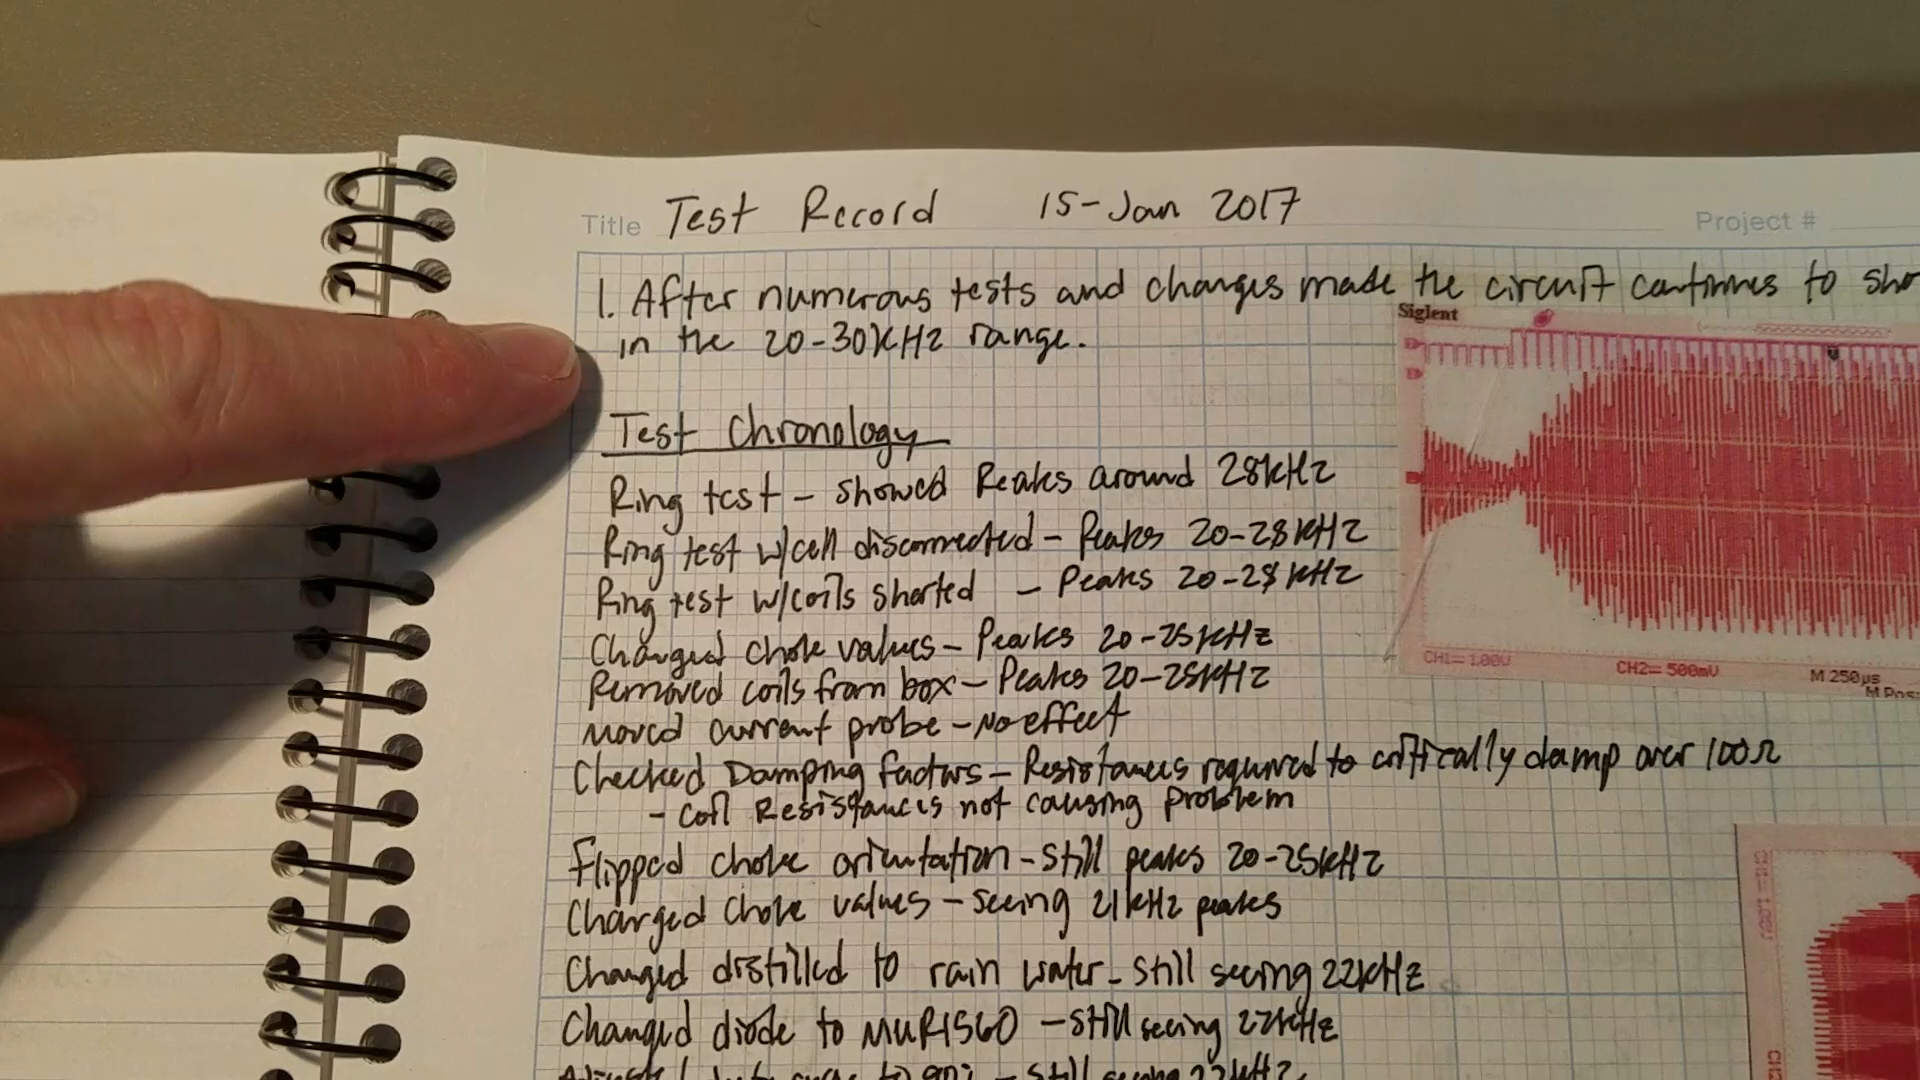 Title Test Record 15-Jan 2017 Project #
1. After numerous tests and changes made the circuit continues to sho
in the 20-30kHz range.
Siglent
Test Chronology
Ring test - showed Peaks around 28kHz
Ring test w/cell disconnected - Peaks 20-28kHz
Ring test w/coils shorted - Peaks 20-28kHz
Changed choke values - Peaks 20-25kHz
Removed coils from box - Peaks 20-25kHz
CH1= 1.00V CH2= 500mV M 250µs
M Pos
Moved current probe - No effect
Checked Damping factors - Resistances required to critically damp over 100Ω
- Coil Resistances not causing problem
Flipped choke orientation - still peaks 20-25kHz
Changed choke values - seeing 21kHz peaks
Changed distilled to rain water - still seeing 22kHz
Changed diode to MUR1560 - still seeing 22kHz
- still seeing 22kHz